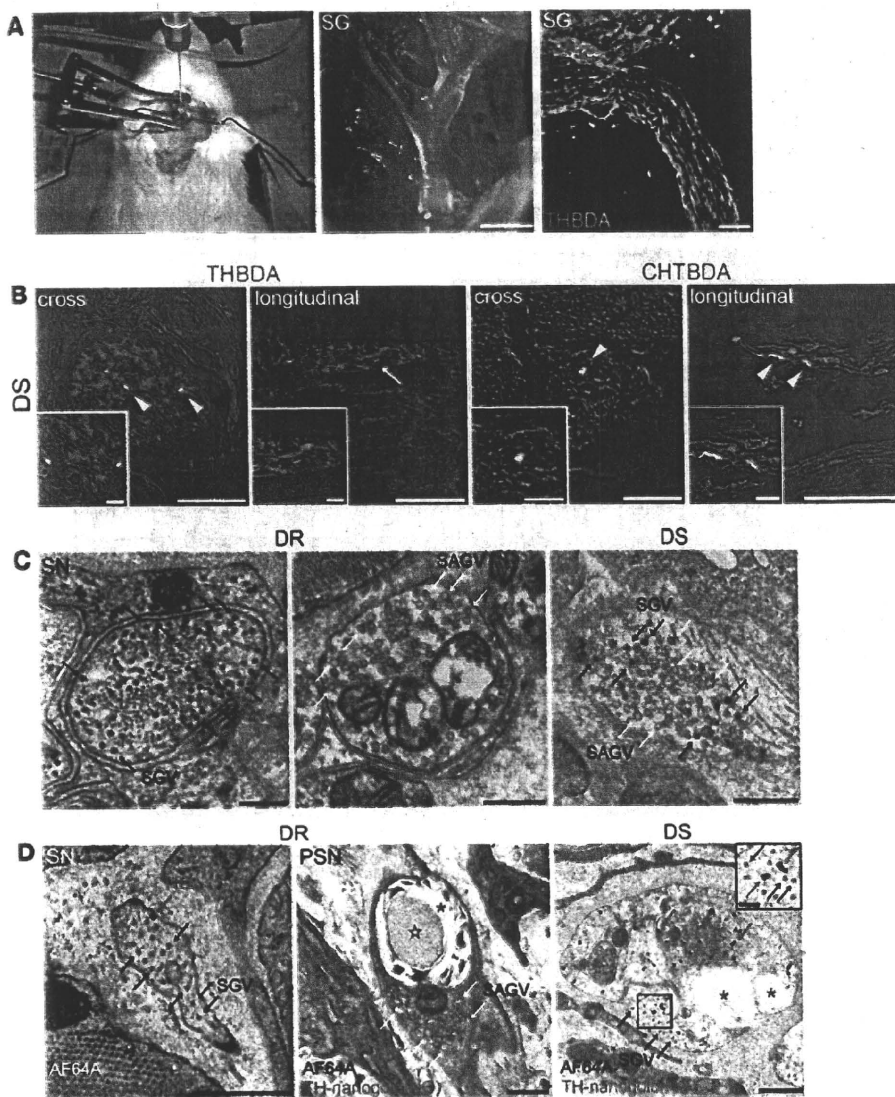 A
SG
SG
THBDA
THBDA
CHTBDA
B
cross
longitudinal
cross
longitudinal
DS
DR
DS
C
SN
SGV
SAGV
SGV
SAGV
DR
DS
D
SN
SGV
AF64A
PSN
SAGV
AF64A
SGV
AF64A